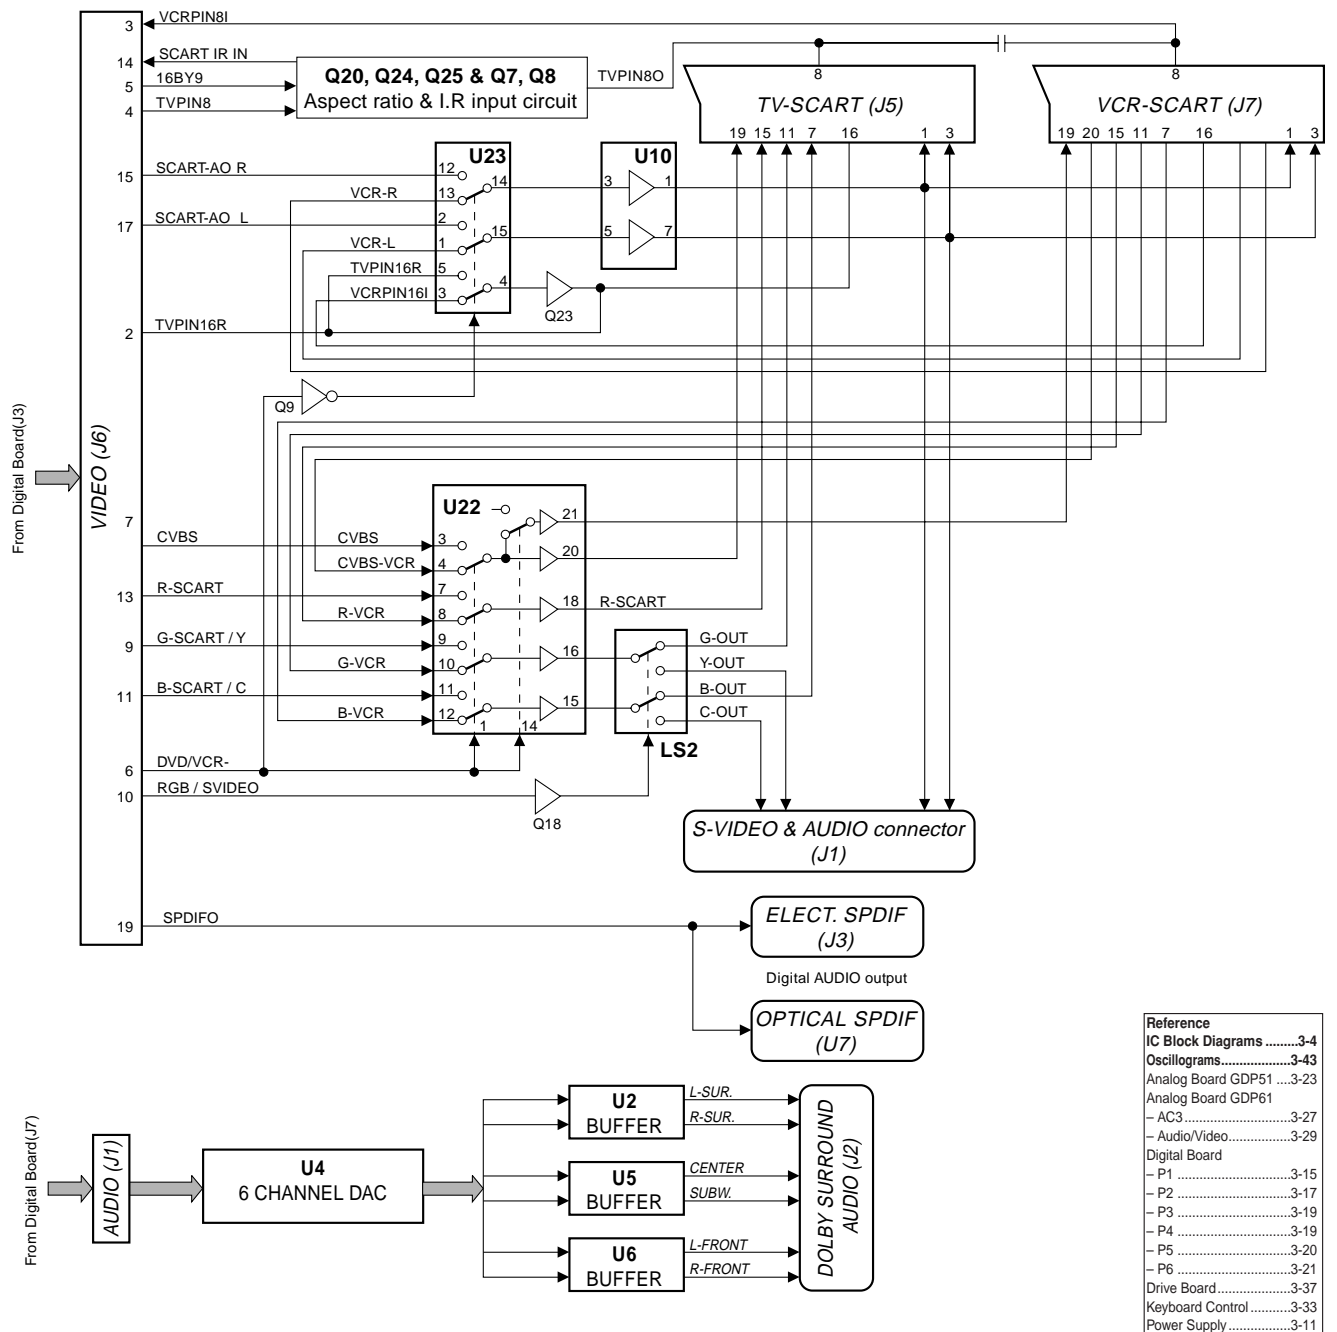 3 VCRPIN8I
14 SCART IR IN
5 16BY9
4 TVPIN8
Q20, Q24, Q25 & Q7, Q8
Aspect ratio & I.R input circuit
TVPIN8O
8
TV-SCART (J5)
19 15 11 7 16 1 3
8
VCR-SCART (J7)
19 20 15 11 7 16 1 3
U23
U10
15 SCART-AO R 12
14 3 1
VCR-R 13
17 SCART-AO L 2
15 5 7
VCR-L 1
TVPIN16R 5
4
VCRPIN16I 3
Q23
2 TVPIN16R
Q9
From Digital Board(J3)
VIDEO (J6)
U22
7
21
CVBS CVBS 3
20
CVBS-VCR 4
13 R-SCART 7
18 R-SCART
R-VCR 8
9 G-SCART / Y 9
G-OUT
16
G-VCR 10
Y-OUT
11 B-SCART / C 11
B-OUT
15
B-VCR 12
C-OUT
1 14
LS2
6 DVD/VCR-
10 RGB / SVIDEO
Q18
S-VIDEO & AUDIO connector
(J1)
19 SPDIFO
ELECT. SPDIF
(J3)
Digital AUDIO output
OPTICAL SPDIF
(U7)
From Digital Board(J7)
AUDIO (J1)
U4
6 CHANNEL DAC
U2
BUFFER
L-SUR.
R-SUR.
U5
BUFFER
CENTER
SUBW.
U6
BUFFER
L-FRONT
R-FRONT
DOLBY SURROUND
AUDIO (J2)
Reference
IC Block Diagrams .........3-4
Oscillograms...................3-43
Analog Board GDP51 ....3-23
Analog Board GDP61
– AC3.............................3-27
– Audio/Video.................3-29
Digital Board
– P1 ..............................3-15
– P2 ..............................3-17
– P3 ..............................3-19
– P4 ..............................3-19
– P5 ..............................3-20
– P6 ..............................3-21
Drive Board....................3-37
Keyboard Control ...........3-33
Power Supply.................3-11